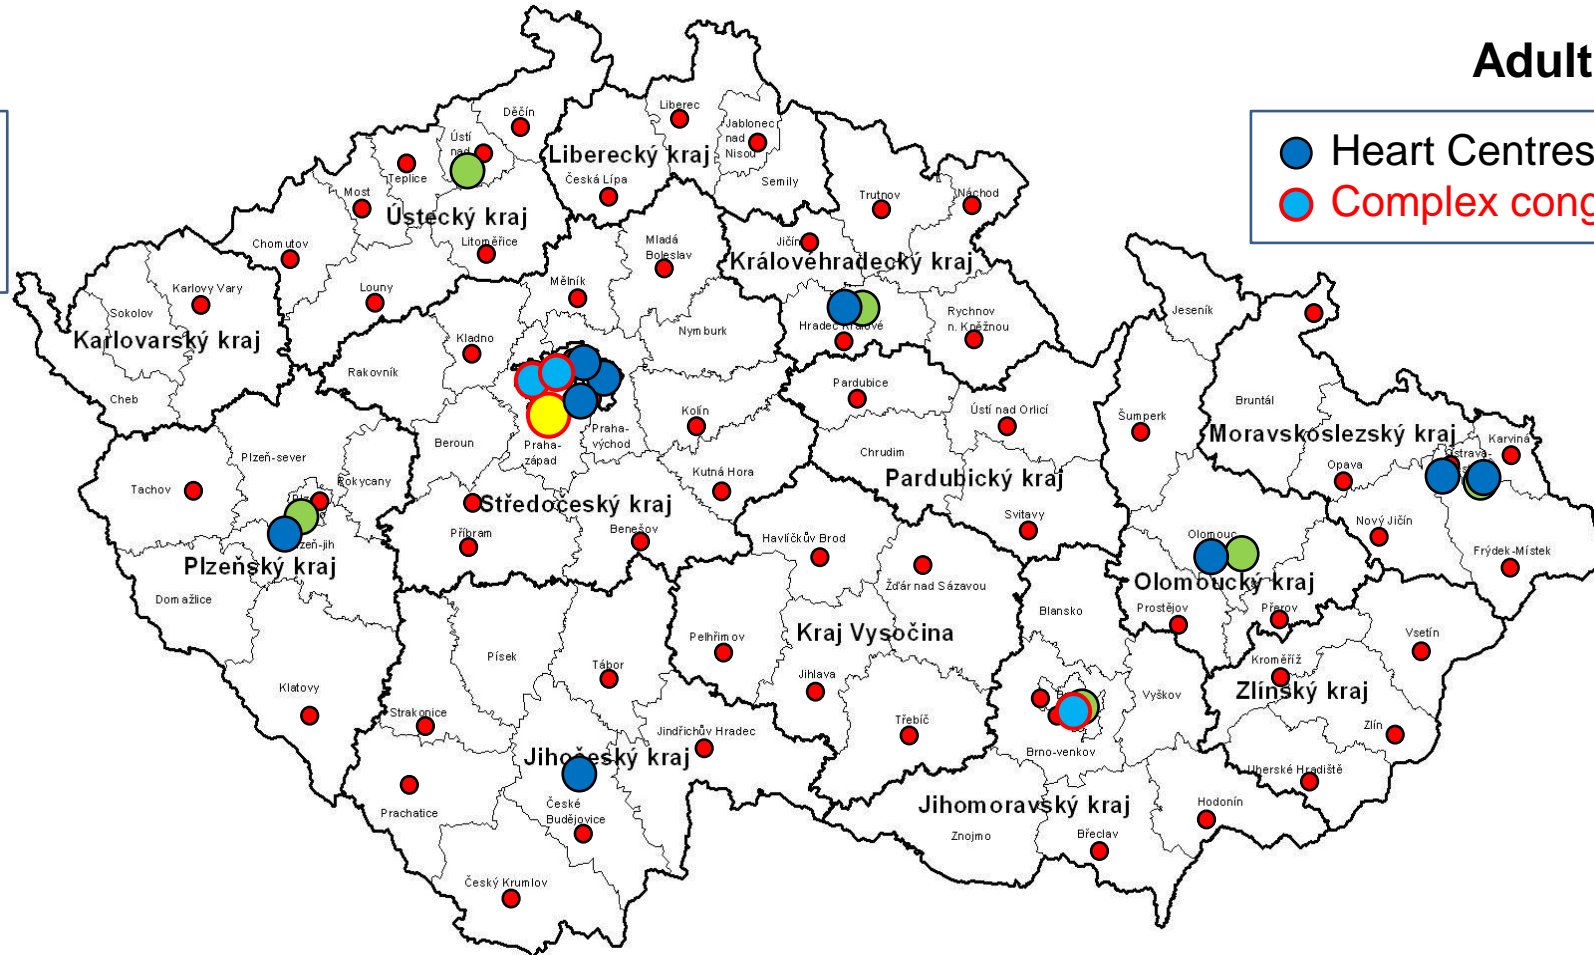 Adult
Heart Centres
Complex cong
Děčín
Liberec
Jablonec
nad
Nisou
Ústí
Liberecký kraj
Teplice
Česká Lípa
Semily
Most
Trutnov
Náchod
Ústecký kraj
Chomutov
Litoměřice
Mladá
Boleslav
Jičín
Královéhradecký kraj
Karlovy Vary
Louny
Mělník
Jeseník
Sokolov
Karlovarský kraj
Kladno
Nymburk
Hradec Králové
Rychnov
n. Kněžnou
Rakovník
Cheb
Pardubice
Bruntál
Kolín
Ústí nad Orlicí
Šumperk
Beroun
Praha-
východ
Praha-
západ
Moravskoslezský kraj
Karviná
Plzeň-sever
Chrudim
Opava
Tachov
Rokycany
Kutná Hora
Pardubický kraj
Středočeský kraj
Svitavy
Nový Jičín
Příbram
Benešov
Havlíčkův Brod
Olomouc
Frýdek-Místek
Plzeňský kraj
Žďár nad Sázavou
Olomoucký kraj
Domažlice
Blansko
Prostějov
Přerov
Pelhřimov
Kraj Vysočina
Vsetín
Písek
Tábor
Jihlava
Kroměříž
Zlínský kraj
Klatovy
Vyškov
Strakonice
Třebíč
Zlín
Jindřichův Hradec
Jihočeský kraj
Brno-venkov
Uherské Hradiště
Prachatice
České
Budějovice
Jihomoravský kraj
Hodonín
Znojmo
Břeclav
Český Krumlov